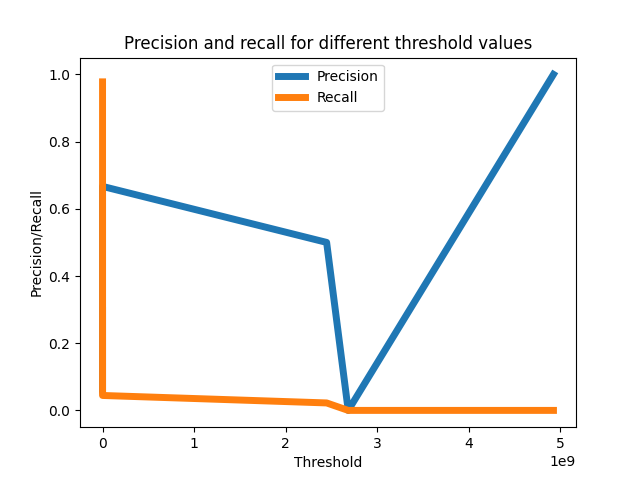 Precision and recall for different threshold values
Precision
Recall
Precision/Recall
1.0
0.8
0.6
0.4
0.2
0.0
0 1 2 3 4 5
1e9
Threshold